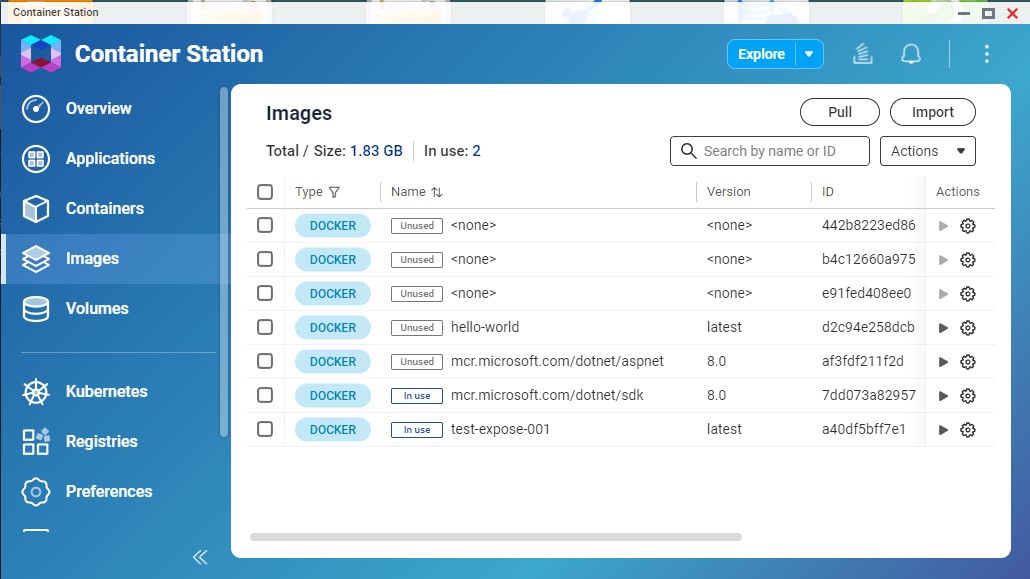 Container Station
Container Station
Explore
Overview
Applications
Containers
Images
Volumes
Kubernetes
Registries
Preferences
Images
Pull
Import
Total / Size: 1.83 GB
In use: 2
Search by name or ID
Actions
Type Name Version ID Actions
DOCKER Unused <none> <none> 442b8223ed86
DOCKER Unused <none> <none> b4c12660a975
DOCKER Unused <none> <none> e91fed408ee0
DOCKER Unused hello-world latest d2c94e258dcb
DOCKER Unused mcr.microsoft.com/dotnet/aspnet 8.0 af3fdf211f2d
DOCKER In use mcr.microsoft.com/dotnet/sdk 8.0 7dd073a82957
DOCKER In use test-expose-001 latest a40df5bff7e1